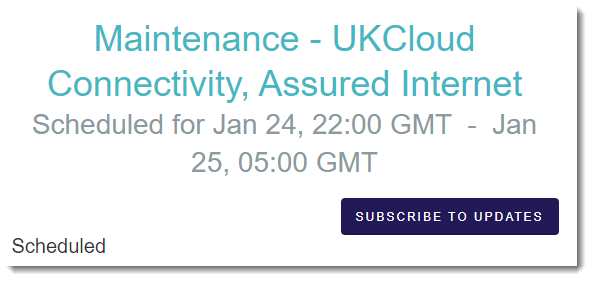 Maintenance - UKCloud
Connectivity, Assured Internet
Scheduled for Jan 24, 22:00 GMT - Jan
25, 05:00 GMT
SUBSCRIBE TO UPDATES
Scheduled